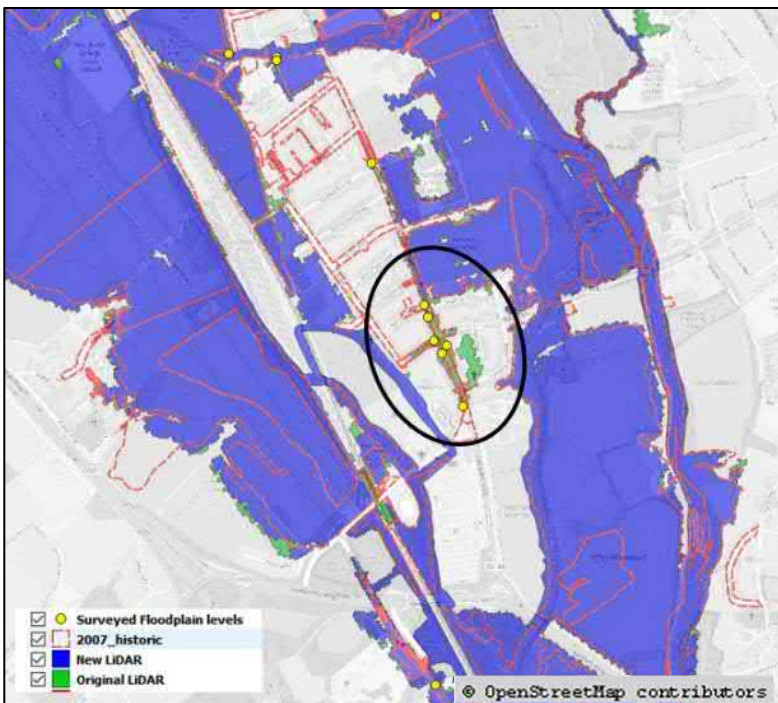 Surveyed Floodplain levels
2007_historic
New LiDAR
Original LiDAR
© OpenStreetMap contributors